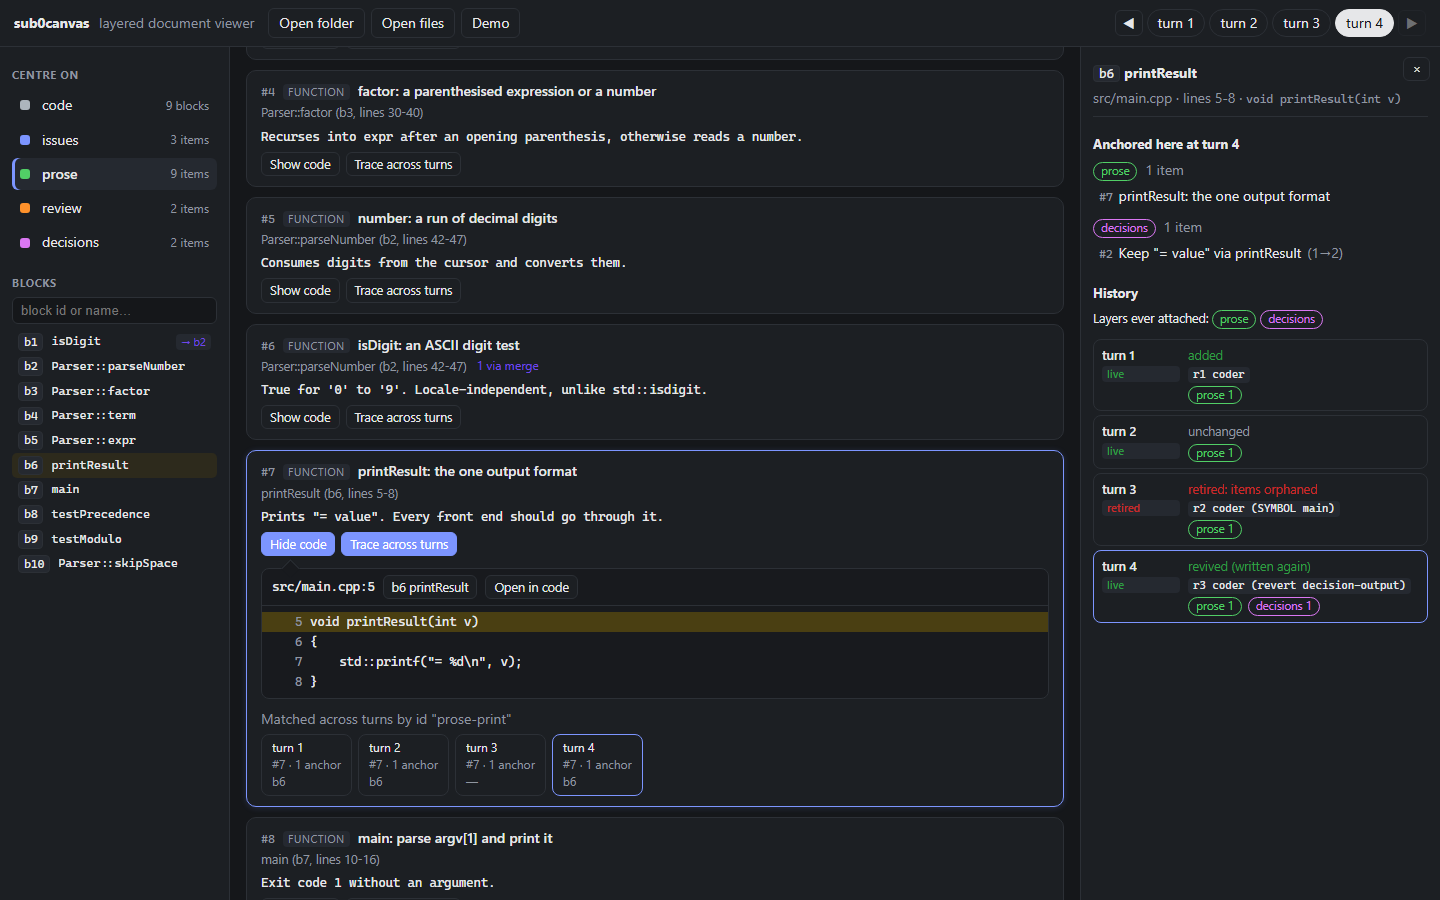 sub0canvas layered document viewer Open folder Open files Demo ◀ turn 1 turn 2 turn 3 turn 4 ▶
CENTRE ON
code 9 blocks
issues 3 items
prose 9 items
review 2 items
decisions 2 items
BLOCKS
block id or name...
b1 isDigit → b2
b2 Parser::parseNumber
b3 Parser::factor
b4 Parser::term
b5 Parser::expr
b6 printResult
b7 main
b8 testPrecedence
b9 testModulo
b10 Parser::skipSpace
#4 FUNCTION factor: a parenthesised expression or a number
Parser::factor (b3, lines 30-40)
Recurses into expr after an opening parenthesis, otherwise reads a number.
Show code Trace across turns
#5 FUNCTION number: a run of decimal digits
Parser::parseNumber (b2, lines 42-47)
Consumes digits from the cursor and converts them.
Show code Trace across turns
#6 FUNCTION isDigit: an ASCII digit test
Parser::parseNumber (b2, lines 42-47) 1 via merge
True for '0' to '9'. Locale-independent, unlike std::isdigit.
Show code Trace across turns
#7 FUNCTION printResult: the one output format
printResult (b6, lines 5-8)
Prints "= value". Every front end should go through it.
Hide code Trace across turns
src/main.cpp:5 b6 printResult Open in code
5 void printResult(int v)
6 {
7 std::printf("= %d\n", v);
8 }
Matched across turns by id "prose-print"
turn 1
#7 · 1 anchor
b6
turn 2
#7 · 1 anchor
b6
turn 3
#7 · 1 anchor
—
turn 4
#7 · 1 anchor
b6
#8 FUNCTION main: parse argv[1] and print it
main (b7, lines 10-16)
Exit code 1 without an argument.
b6 printResult ×
src/main.cpp · lines 5-8 · void printResult(int v)
Anchored here at turn 4
prose 1 item
#7 printResult: the one output format
decisions 1 item
#2 Keep "= value" via printResult (1→2)
History
Layers ever attached: prose decisions
turn 1 added
live r1 coder
prose 1
turn 2 unchanged
live prose 1
turn 3 retired: items orphaned
retired r2 coder (SYMBOL main)
prose 1
turn 4 revived (written again)
live r3 coder (revert decision-output)
prose 1 decisions 1